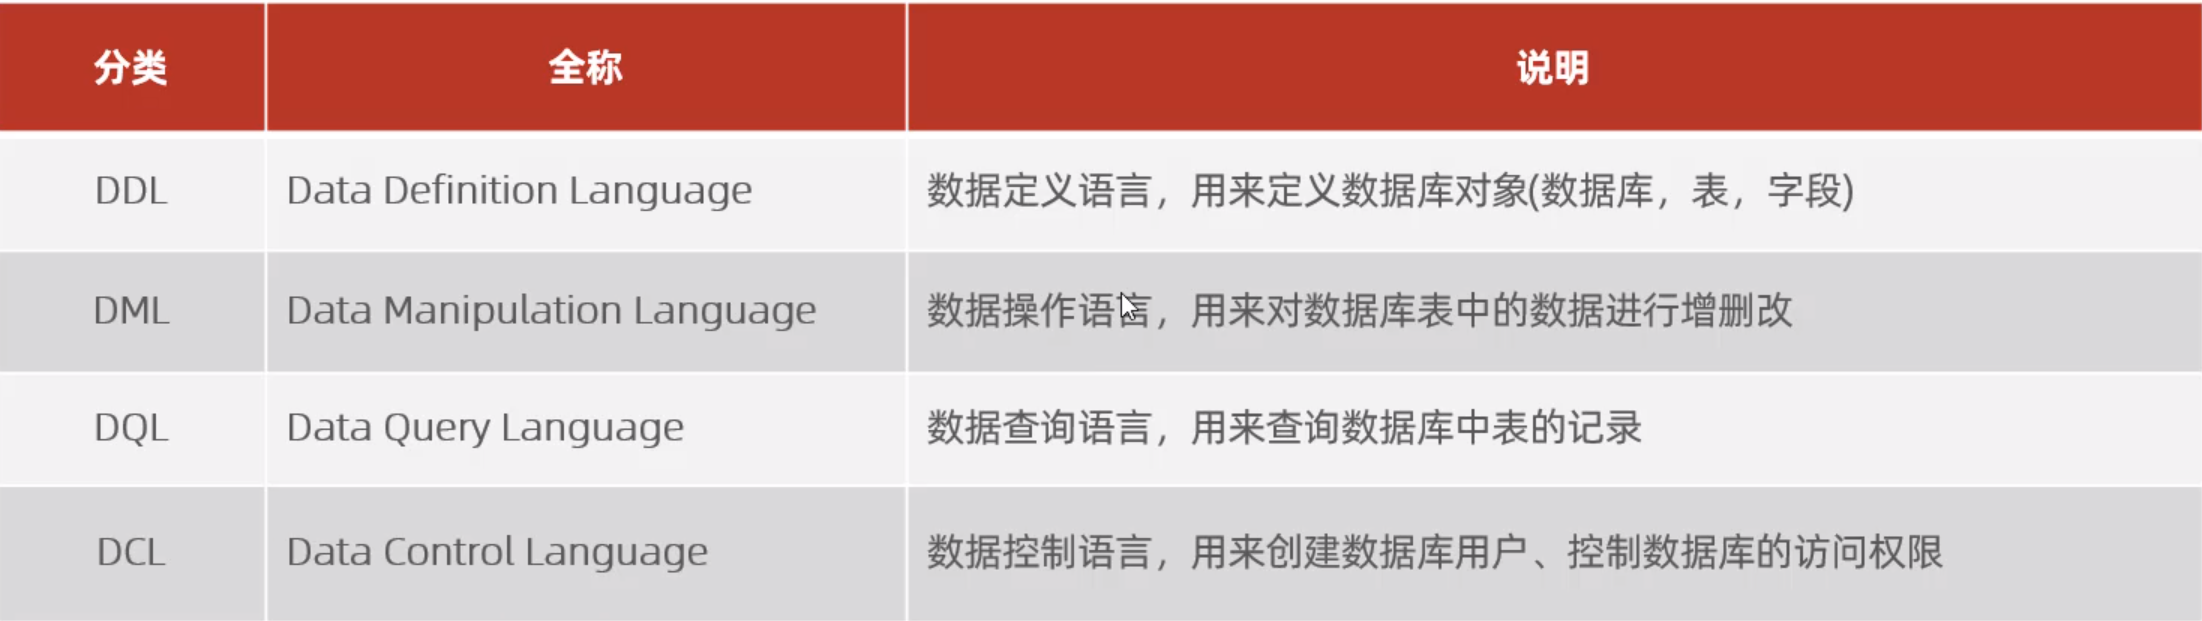 分类 全称 说明
DDL Data Definition Language 数据定义语言，用来定义数据库对象(数据库，表，字段)
DML Data Manipulation Language 数据操作语言，用来对数据库表中的数据进行增删改
DQL Data Query Language 数据查询语言，用来查询数据库中表的记录
DCL Data Control Language 数据控制语言，用来创建数据库用户、控制数据库的访问权限